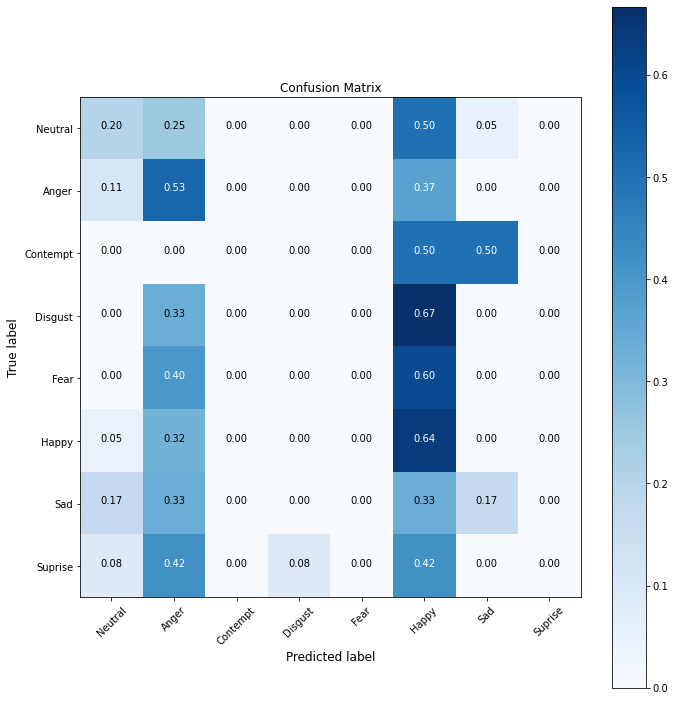 Confusion Matrix
Neutral 0.20 0.25 0.00 0.00 0.00 0.50 0.05 0.00
Anger 0.11 0.53 0.00 0.00 0.00 0.37 0.00 0.00
Contempt 0.00 0.00 0.00 0.00 0.00 0.50 0.50 0.00
Disgust 0.00 0.33 0.00 0.00 0.00 0.67 0.00 0.00
Fear 0.00 0.40 0.00 0.00 0.00 0.60 0.00 0.00
Happy 0.05 0.32 0.00 0.00 0.00 0.64 0.00 0.00
Sad 0.17 0.33 0.00 0.00 0.00 0.33 0.17 0.00
Suprise 0.08 0.42 0.00 0.08 0.00 0.42 0.00 0.00
Neutral Anger Contempt Disgust Fear Happy Sad Suprise
Predicted label
True label
0.6
0.5
0.4
0.3
0.2
0.1
0.0